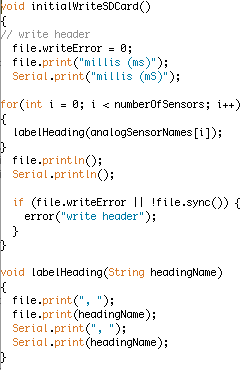 void initialWriteSDCard()
{
// write header
file.writeError = 0;
file.print("millis (ms)");
Serial.print("millis (mS)");
for(int i = 0; i < numberOfSensors; i++)
{
labelHeading(analogSensorNames[i]);
}
file.println();
Serial.println();
if (file.writeError || !file.sync()) {
error("write header");
}
}
void labelHeading(String headingName)
{
file.print(", ");
file.print(headingName);
Serial.print(", ");
Serial.print(headingName);
}